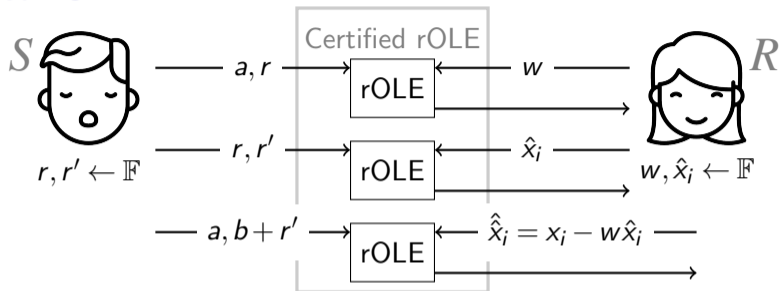 Certified rOLE
S a, r rOLE w R
r, r′ ← 𝔽 r, r′ rOLE x̂ᵢ w, x̂ᵢ ← 𝔽
a, b + r′ rOLE x̂̂ᵢ = xᵢ − wx̂ᵢ